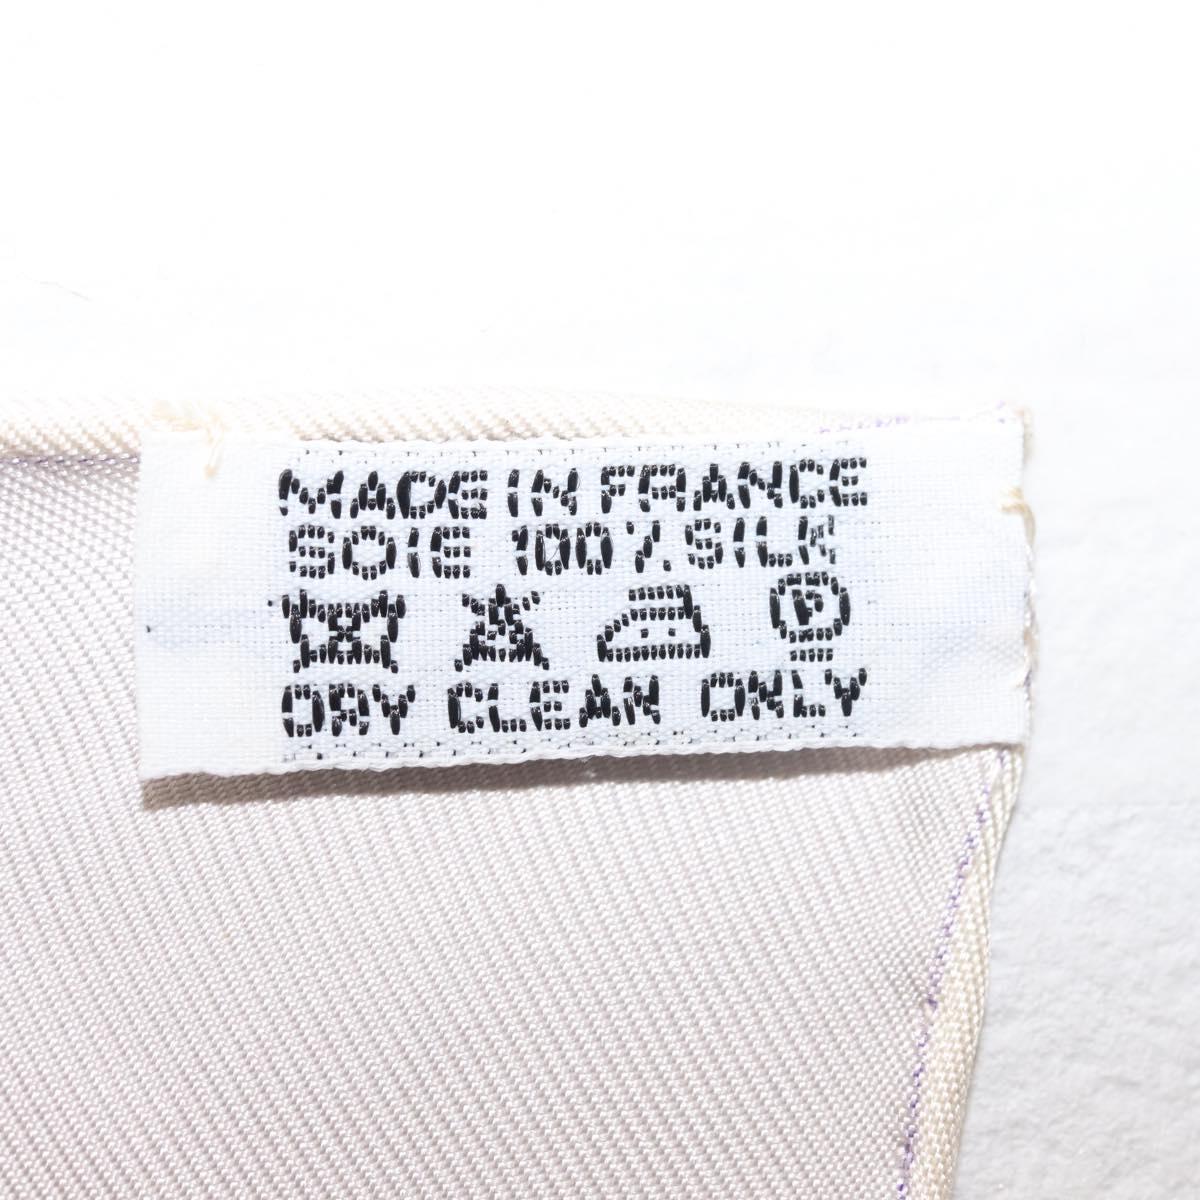 MADE IN FRANCE
SOIE 100% SILK
DRY CLEAN ONLY